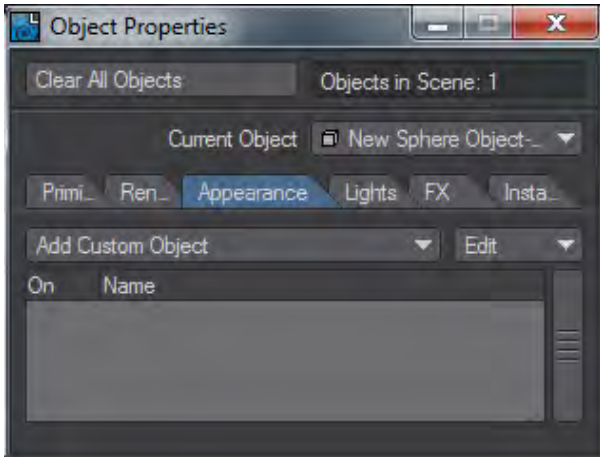 Object Properties
Clear All Objects Objects in Scene: 1
Current Object New Sphere Object-...
Primi... Ren... Appearance Lights FX Insta...
Add Custom Object Edit
On Name